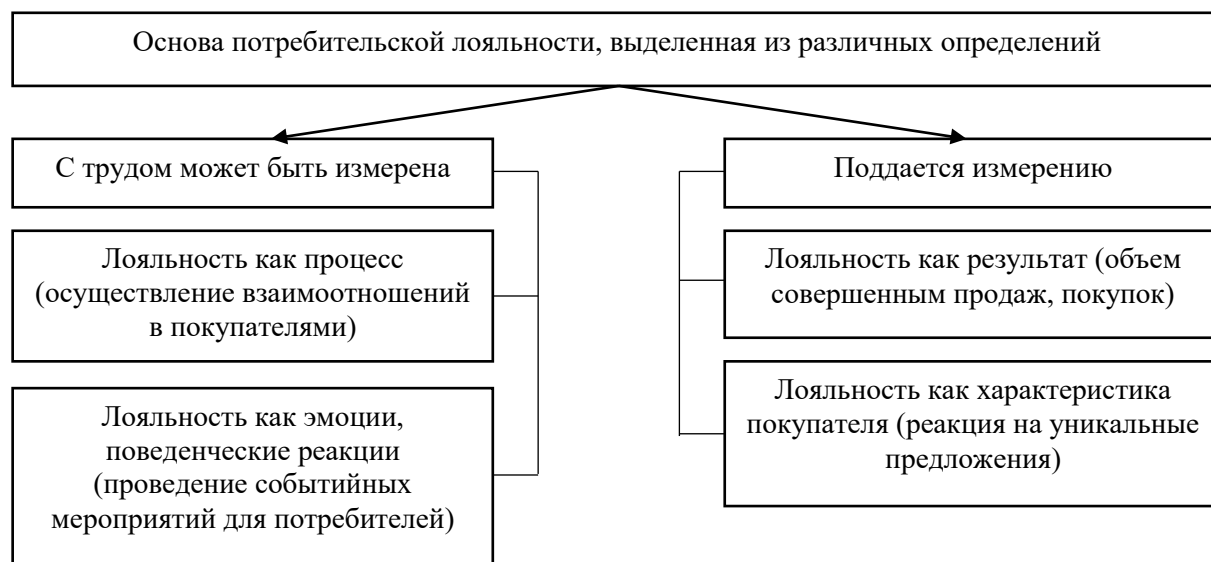 Основа потребительской лояльности, выделенная из различных определений
С трудом может быть измерена
Лояльность как процесс
(осуществление взаимоотношений
в покупателями)
Лояльность как эмоции,
поведенческие реакции
(проведение событийных
мероприятий для потребителей)
Поддается измерению
Лояльность как результат (объем
совершенным продаж, покупок)
Лояльность как характеристика
покупателя (реакция на уникальные
предложения)